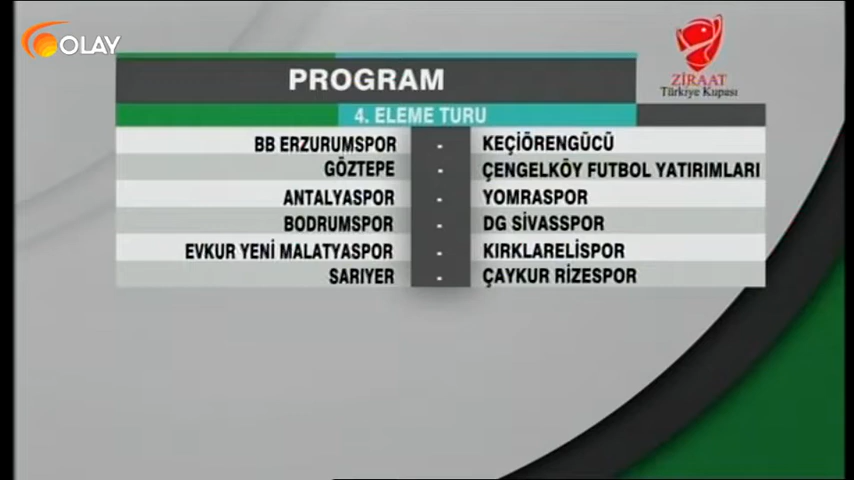 OLAY
PROGRAM
ZİRAAT
Türkiye Kupası
4. ELEME TURU
BB ERZURUMSPOR - KEÇİÖRENGÜCÜ
GÖZTEPE - ÇENGELKÖY FUTBOL YATIRIMLARI
ANTALYASPOR - YOMRASPOR
BODRUMSPOR - DG SİVASSPOR
EVKUR YENİ MALATYASPOR - KIRKLARELİSPOR
SARIYER - ÇAYKUR RİZESPOR